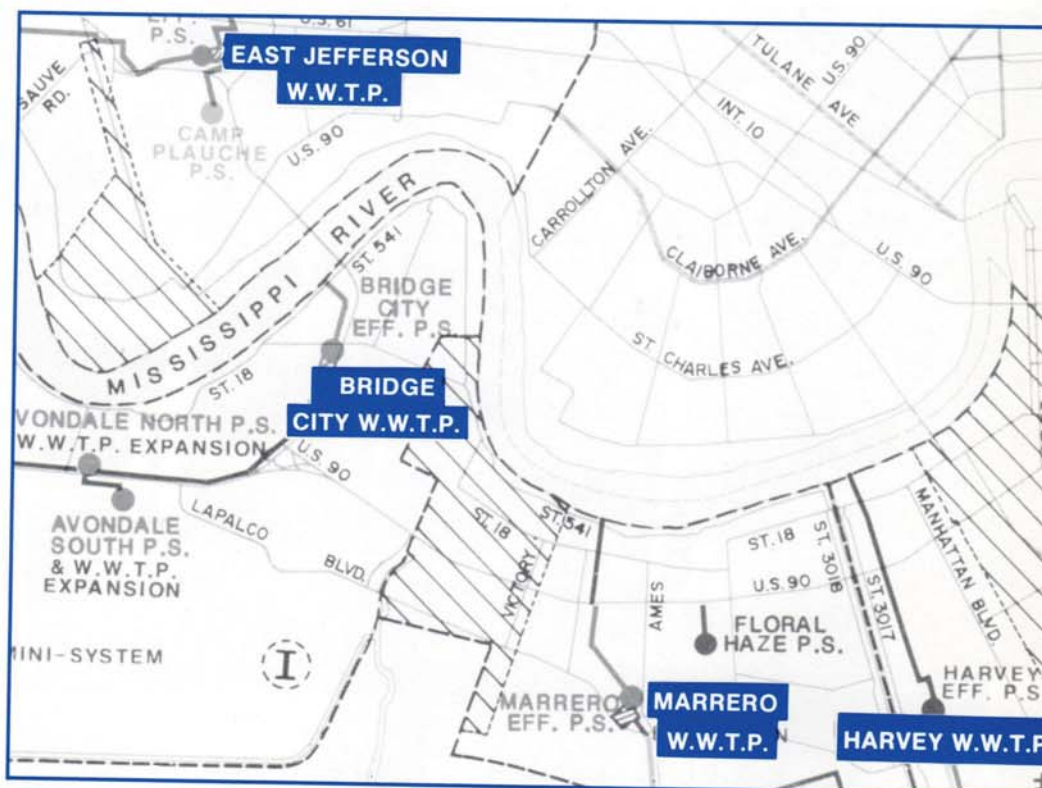 U.S. 61
EFF.
P.S.
EAST JEFFERSON
W.W.T.P.
SAUVE
RD.
CAMP
PLAUCHE
P.S.
U.S. 90
TULANE AVE
U.S. 90
INT. 10
CARROLLTON AVE.
CLAIBORNE AVE.
U.S. 90
ST. CHARLES AVE.
MISSISSIPPI RIVER
ST. 541
BRIDGE
CITY
EFF. P.S.
ST. 18
BRIDGE
CITY W.W.T.P.
VONDALE NORTH P.S.
W.W.T.P. EXPANSION
U.S. 90
AVONDALE
SOUTH P.S.
& W.W.T.P.
EXPANSION
LAPALCO
BLVD.
ST. 18
ST. 541
VICTORY
AMES
ST. 18
U.S. 90
ST. 3018
ST. 3017
MANHATTAN BLVD.
FLORAL
HAZE P.S.
MINI-SYSTEM
I
MARRERO
EFF. P.S.
MARRERO
W.W.T.P.
HARVEY
EFF. P.S.
HARVEY W.W.T.P.